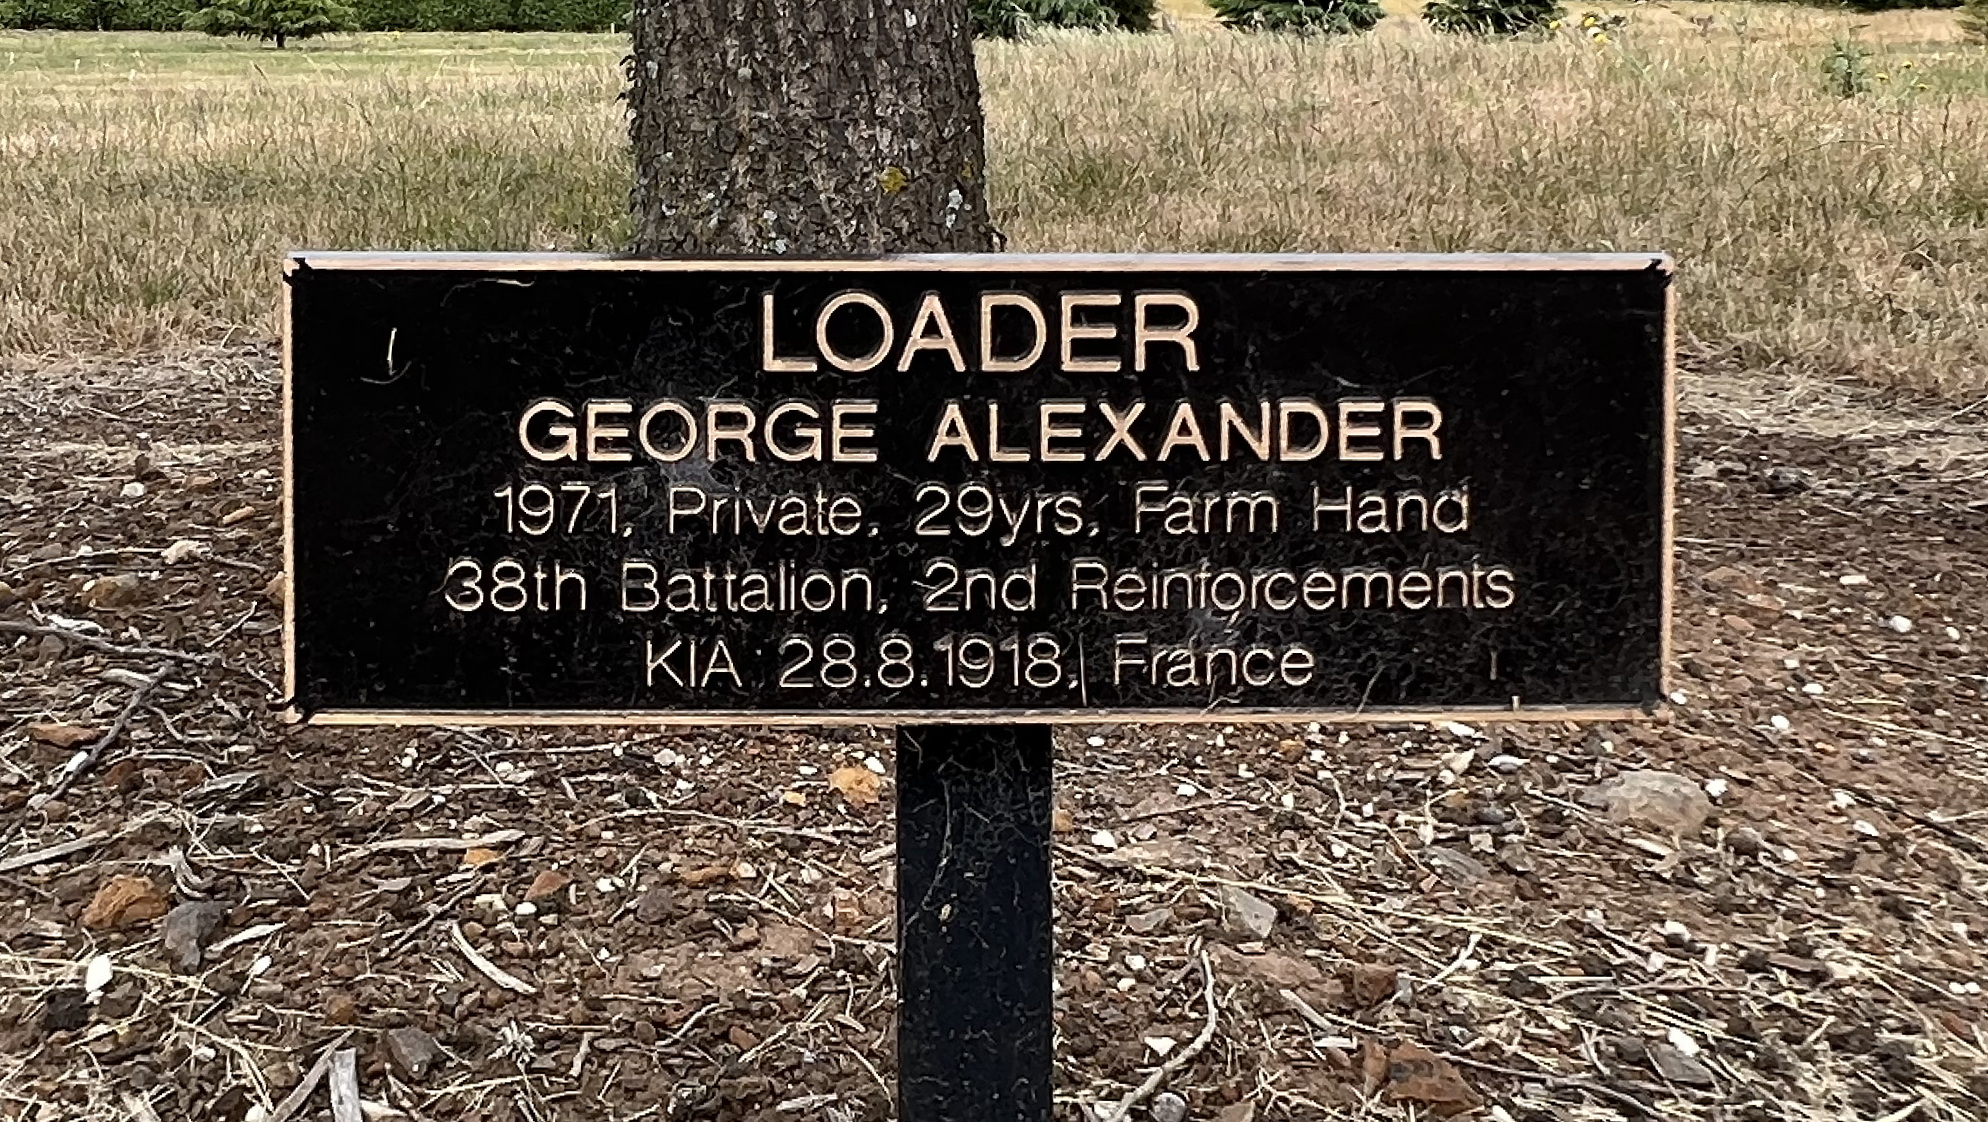 LOADER
GEORGE ALEXANDER
1971, Private, 29yrs, Farm Hand
38th Battalion, 2nd Reinforcements
KIA 28.8.1918, France